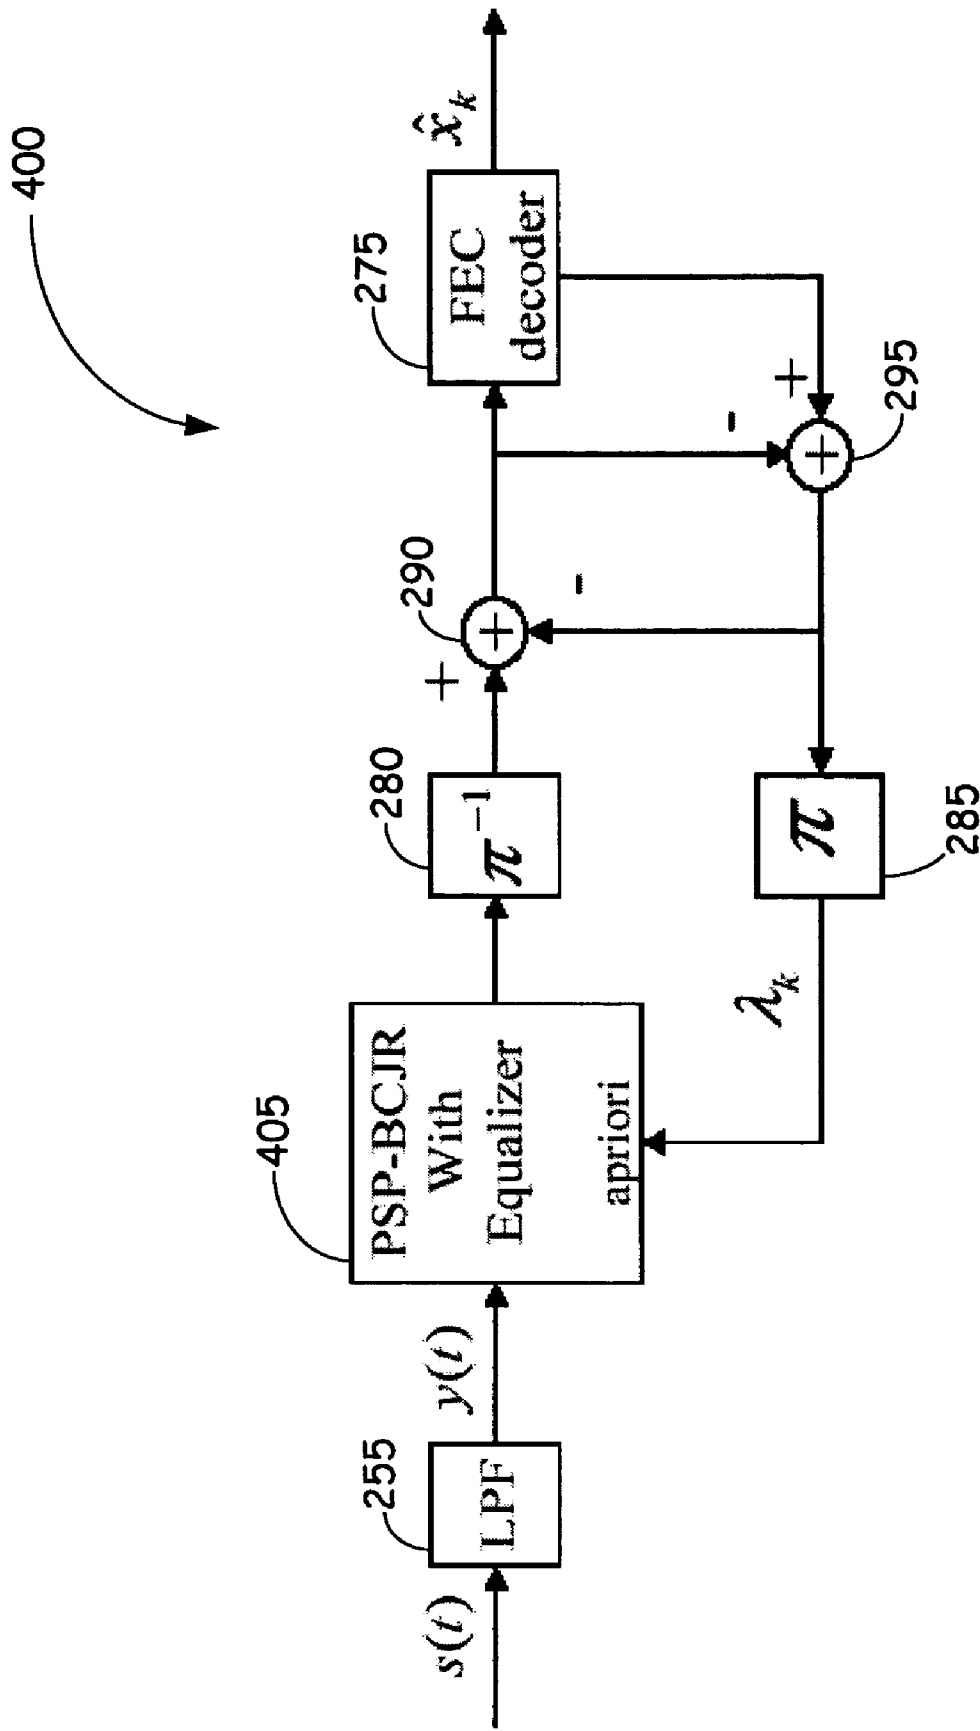 400
s(t)
255
LPF
y(t)
405
PSP-BCJR
With
Equalizer
apriori
280
π⁻¹
+
290
+
-
275
FEC
decoder
x̂ₖ
-
+
+
295
π
285
λₖ